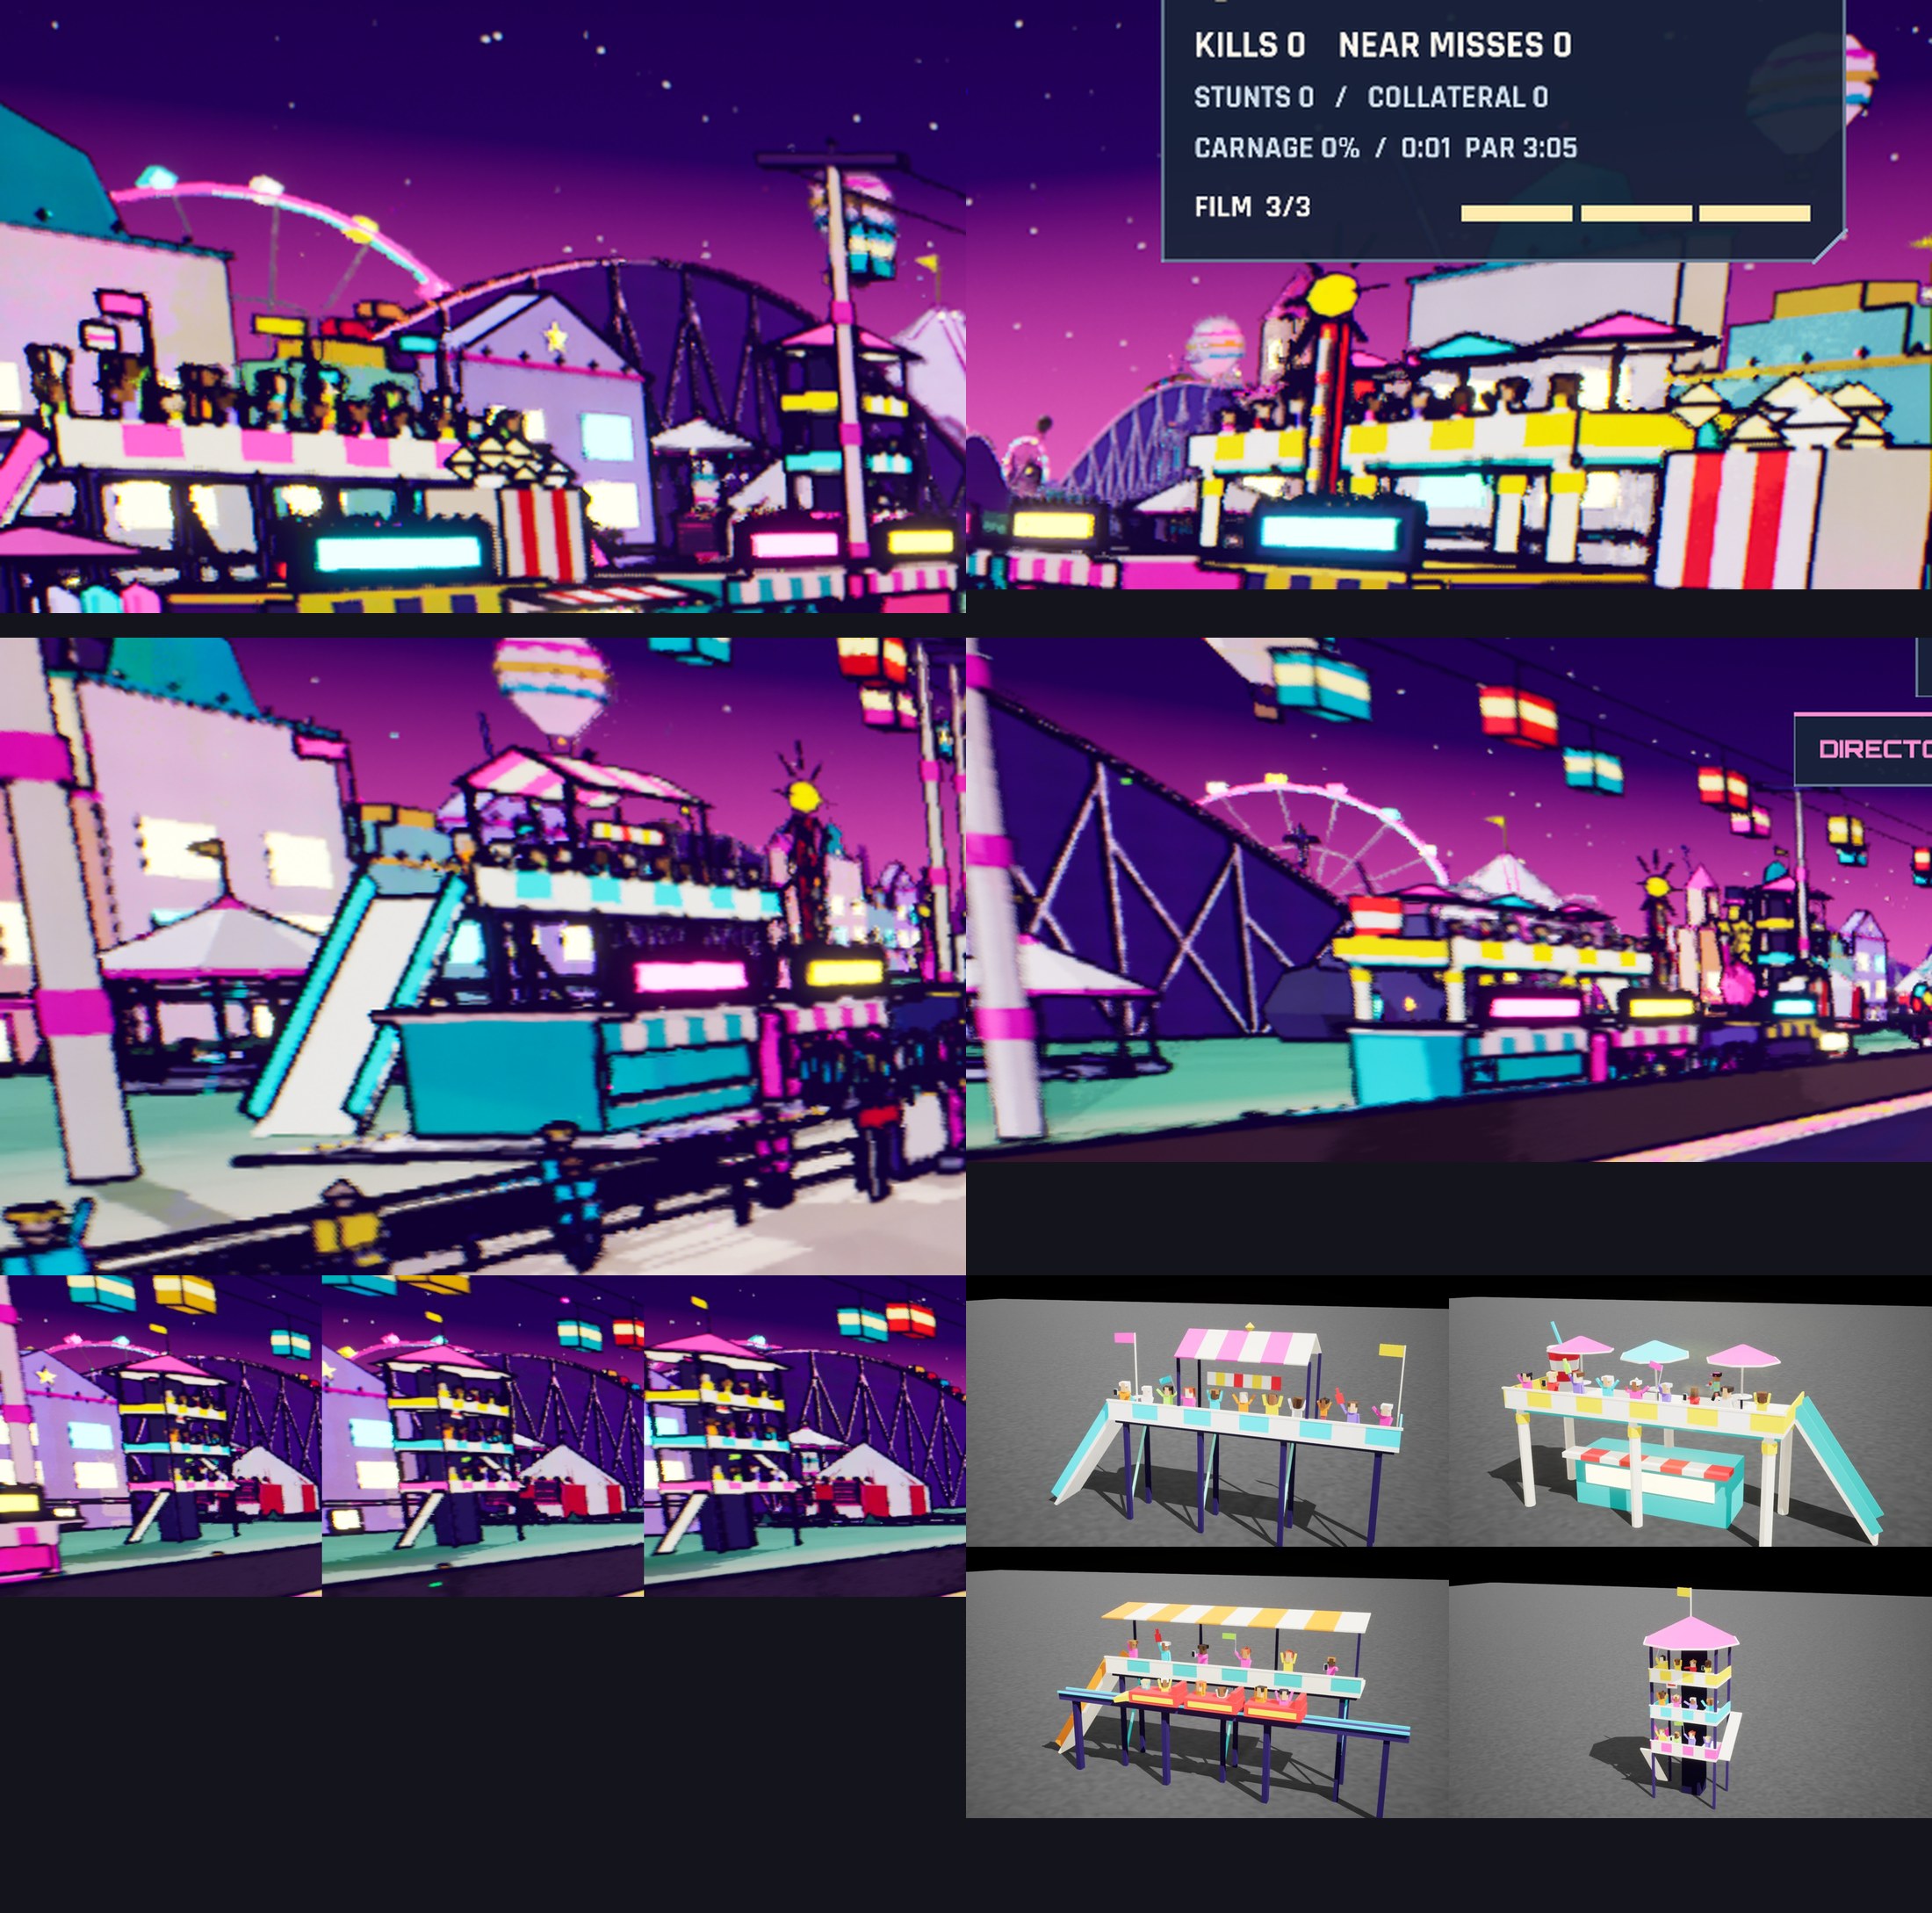 KILLS 0 NEAR MISSES 0
STUNTS 0 / COLLATERAL 0
CARNAGE 0% / 0:01 PAR 3:05
FILM 3/3